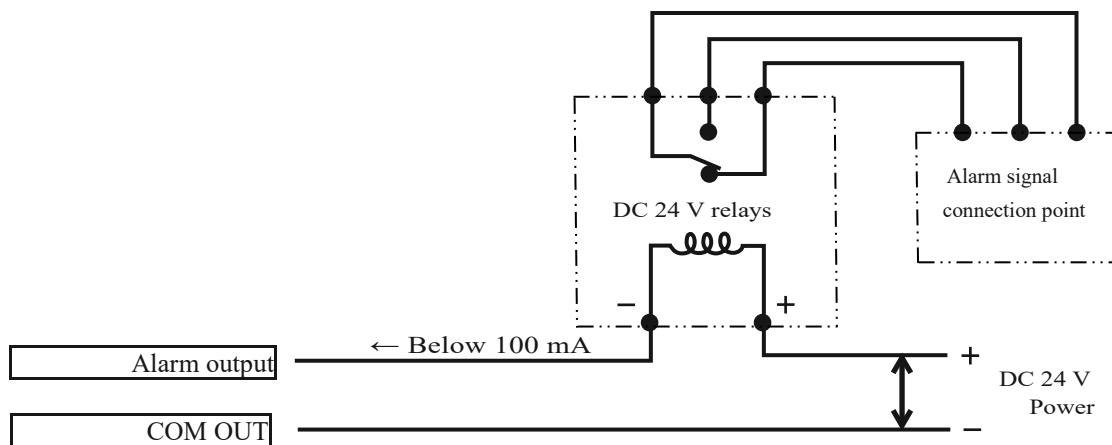 Alarm signal
connection point
DC 24 V relays
− +
← Below 100 mA
Alarm output
+
DC 24 V
Power
−
COM OUT